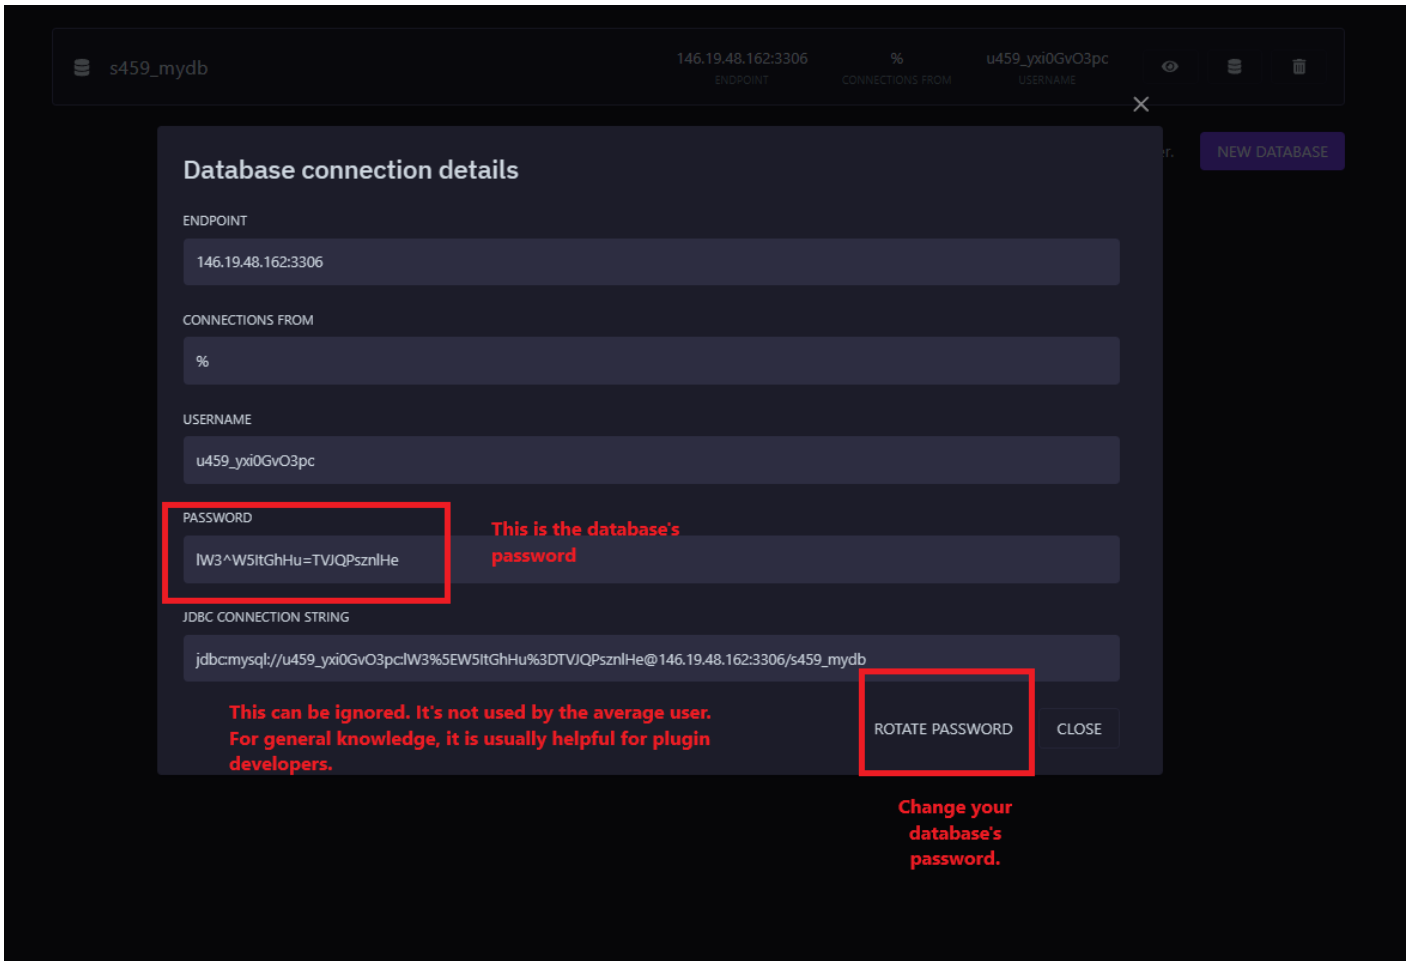 s459_mydb
146.19.48.162:3306
ENDPOINT
%
CONNECTIONS FROM
u459_yxi0GvO3pc
USERNAME
er.
NEW DATABASE
Database connection details
ENDPOINT
146.19.48.162:3306
CONNECTIONS FROM
%
USERNAME
u459_yxi0GvO3pc
PASSWORD
lW3^W5ItGhHu=TVJQPsznlHe
This is the database's
password
JDBC CONNECTION STRING
jdbc:mysql://u459_yxi0GvO3pc:lW3%5EW5ItGhHu%3DTVJQPsznlHe@146.19.48.162:3306/s459_mydb
This can be ignored. It's not used by the average user.
For general knowledge, it is usually helpful for plugin
developers.
ROTATE PASSWORD
CLOSE
Change your
database's
password.